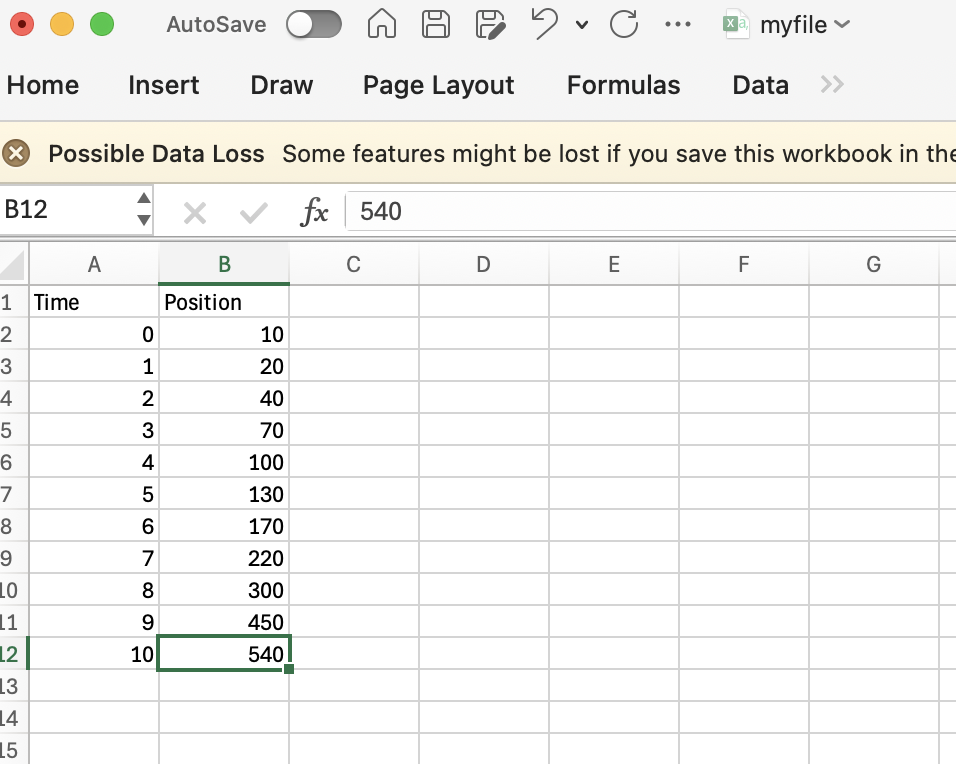 AutoSave myfile
Home Insert Draw Page Layout Formulas Data
Possible Data Loss Some features might be lost if you save this workbook in the
B12 fx 540
A B C D E F G
1 Time Position
2 0 10
3 1 20
4 2 40
5 3 70
6 4 100
7 5 130
8 6 170
9 7 220
10 8 300
11 9 450
12 10 540
13
14
15